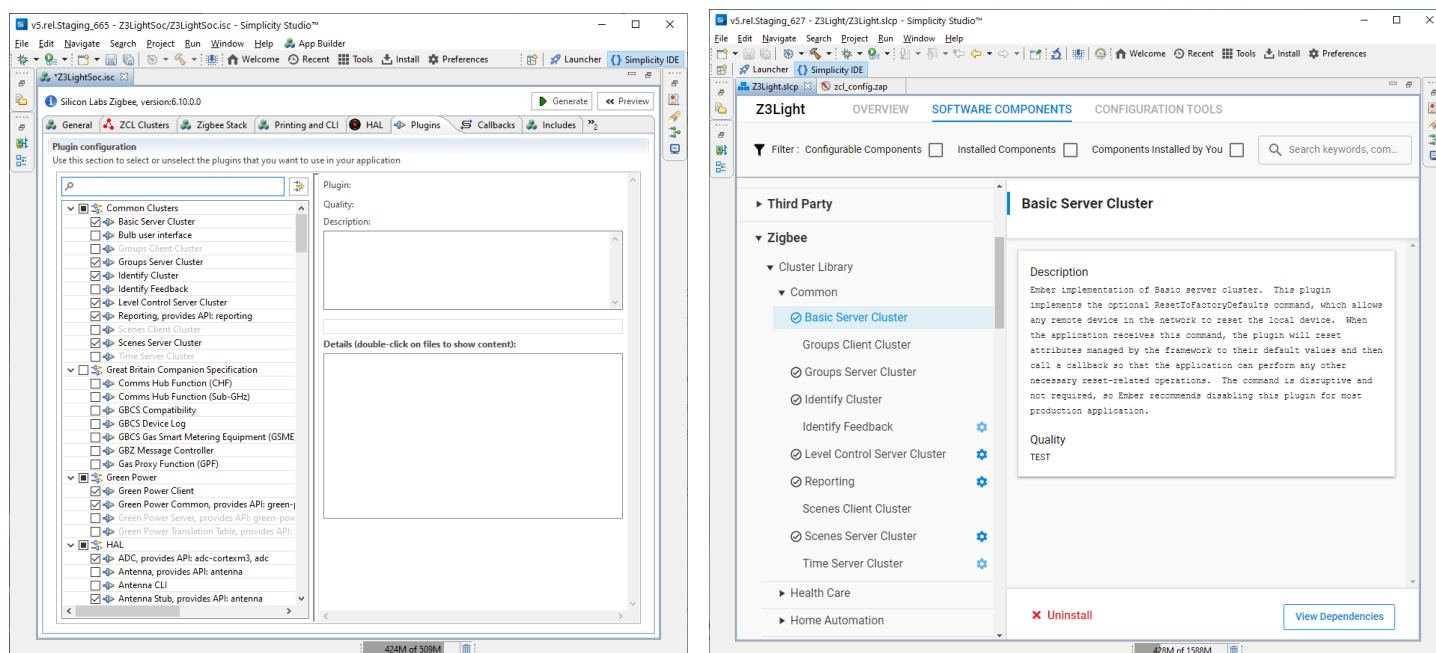 v5.rel.Staging_665 - Z3LightSoc/Z3LightSoc.isc - Simplicity Studio™
File Edit Navigate Search Project Run Window Help App Builder
Welcome Recent Tools Install Preferences Launcher {} Simplicity IDE
*Z3LightSoc.isc
Silicon Labs Zigbee, version:6.10.0.0 Generate Preview
General ZCL Clusters Zigbee Stack Printing and CLI HAL Plugins Callbacks Includes »2
Plugin configuration
Use this section to select or unselect the plugins that you want to use in your application
Common Clusters
Basic Server Cluster
Bulb user interface
Groups Client Cluster
Groups Server Cluster
Identify Cluster
Identify Feedback
Level Control Server Cluster
Reporting, provides API: reporting
Scenes Client Cluster
Scenes Server Cluster
Time Server Cluster
Great Britain Companion Specification
Comms Hub Function (CHF)
Comms Hub Function (Sub-GHz)
GBCS Compatibility
GBCS Device Log
GBCS Gas Smart Metering Equipment (GSME
GBZ Message Controller
Gas Proxy Function (GPF)
Green Power
Green Power Client
Green Power Common, provides API: green-p
Green Power Server, provides API: green-pow
Green Power Translation Table, provides API:
HAL
ADC, provides API: adc-cortexm3, adc
Antenna, provides API: antenna
Antenna CLI
Antenna Stub, provides API: antenna
Plugin:
Quality:
Description:
Details (double-click on files to show content):
424M of 509M
v5.rel.Staging_627 - Z3Light/Z3Light.slcp - Simplicity Studio™
File Edit Navigate Search Project Run Window Help
Welcome Recent Tools Install Preferences
Launcher {} Simplicity IDE
Z3Light.slcp zcl_config.zap
Z3Light OVERVIEW SOFTWARE COMPONENTS CONFIGURATION TOOLS
Filter : Configurable Components Installed Components Components Installed by You Search keywords, com...
Third Party
Zigbee
Cluster Library
Common
Basic Server Cluster
Groups Client Cluster
Groups Server Cluster
Identify Cluster
Identify Feedback
Level Control Server Cluster
Reporting
Scenes Client Cluster
Scenes Server Cluster
Time Server Cluster
Health Care
Home Automation
Basic Server Cluster
Description
Ember implementation of Basic server cluster. This plugin
implements the optional ResetToFactoryDefaults command, which allows
any remote device in the network to reset the local device. When
the application receives this command, the plugin will reset
attributes managed by the framework to their default values and then
call a callback so that the application can perform any other
necessary reset-related operations. The command is disruptive and
not required, so Ember recommends disabling this plugin for most
production application.
Quality
TEST
Uninstall View Dependencies
428M of 1588M